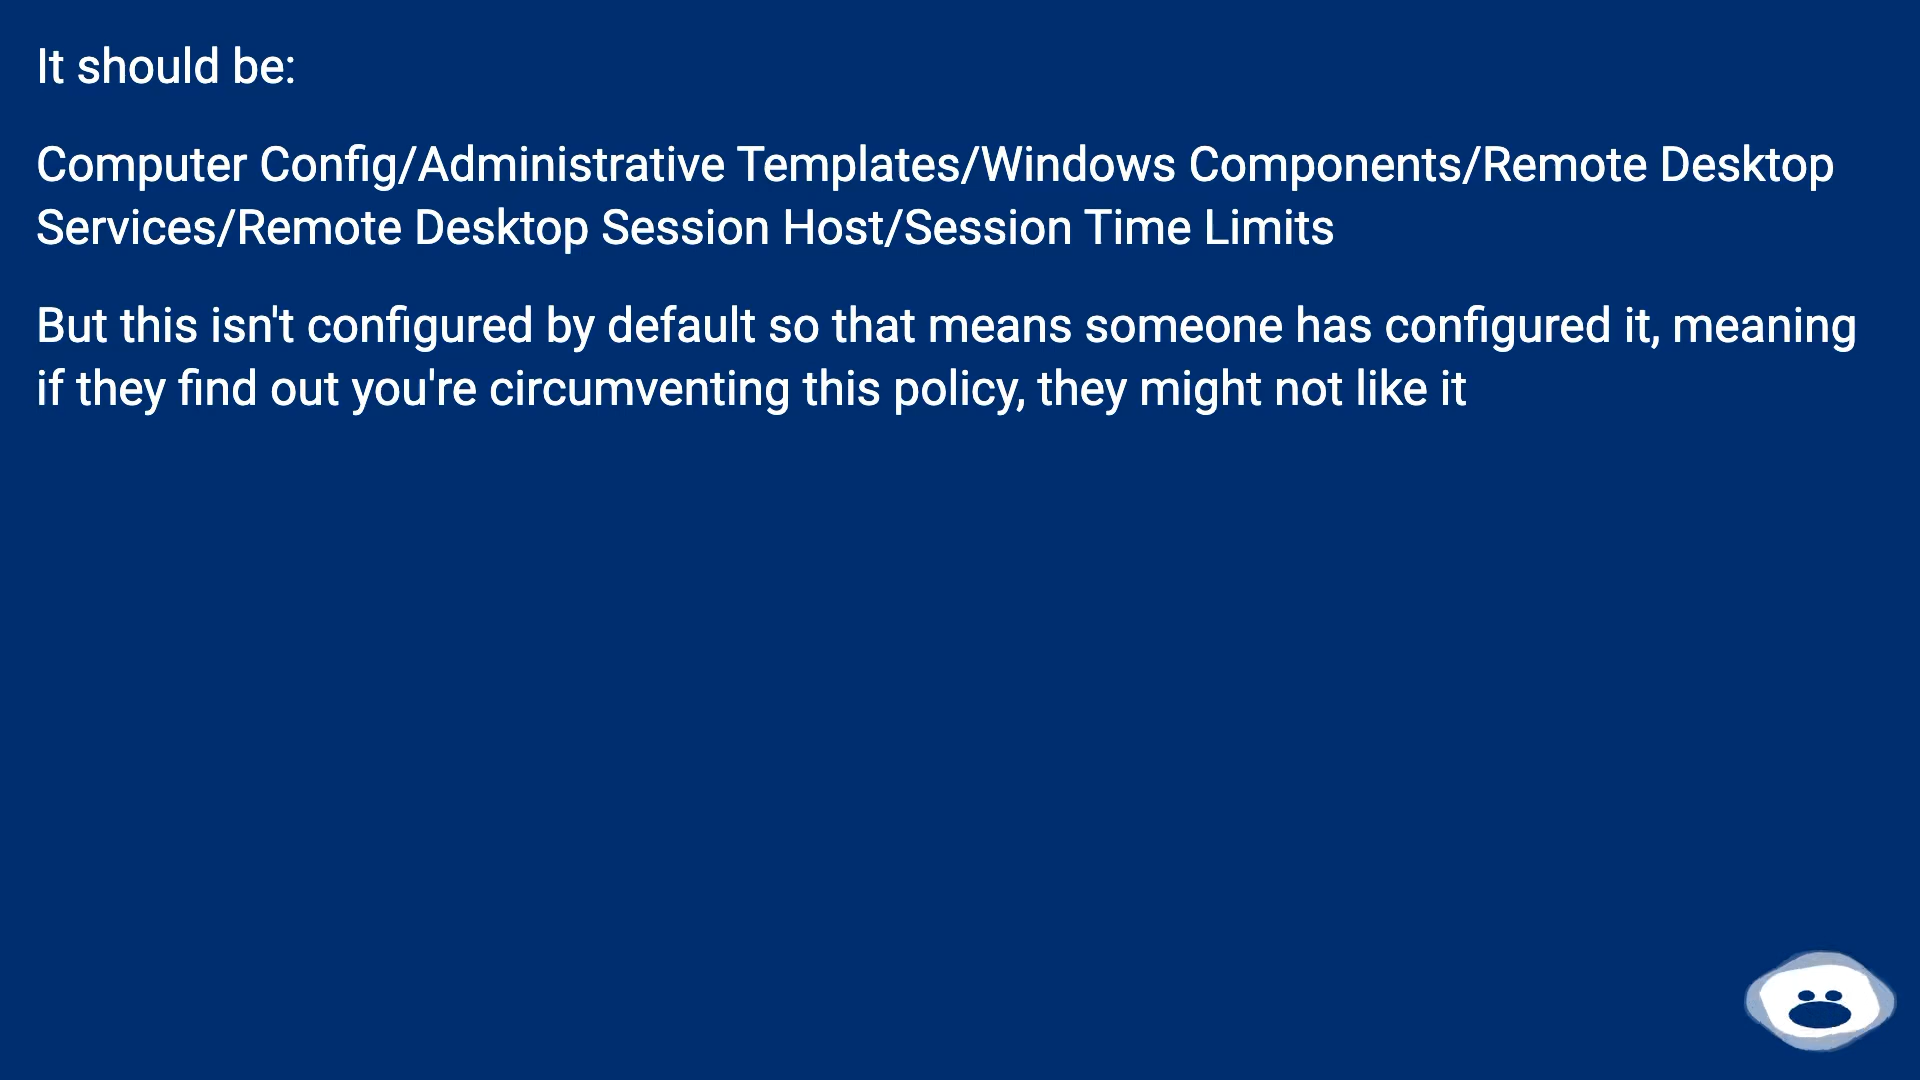 It should be:
Computer Config/Administrative Templates/Windows Components/Remote Desktop
Services/Remote Desktop Session Host/Session Time Limits
But this isn't configured by default so that means someone has configured it, meaning
if they find out you're circumventing this policy, they might not like it